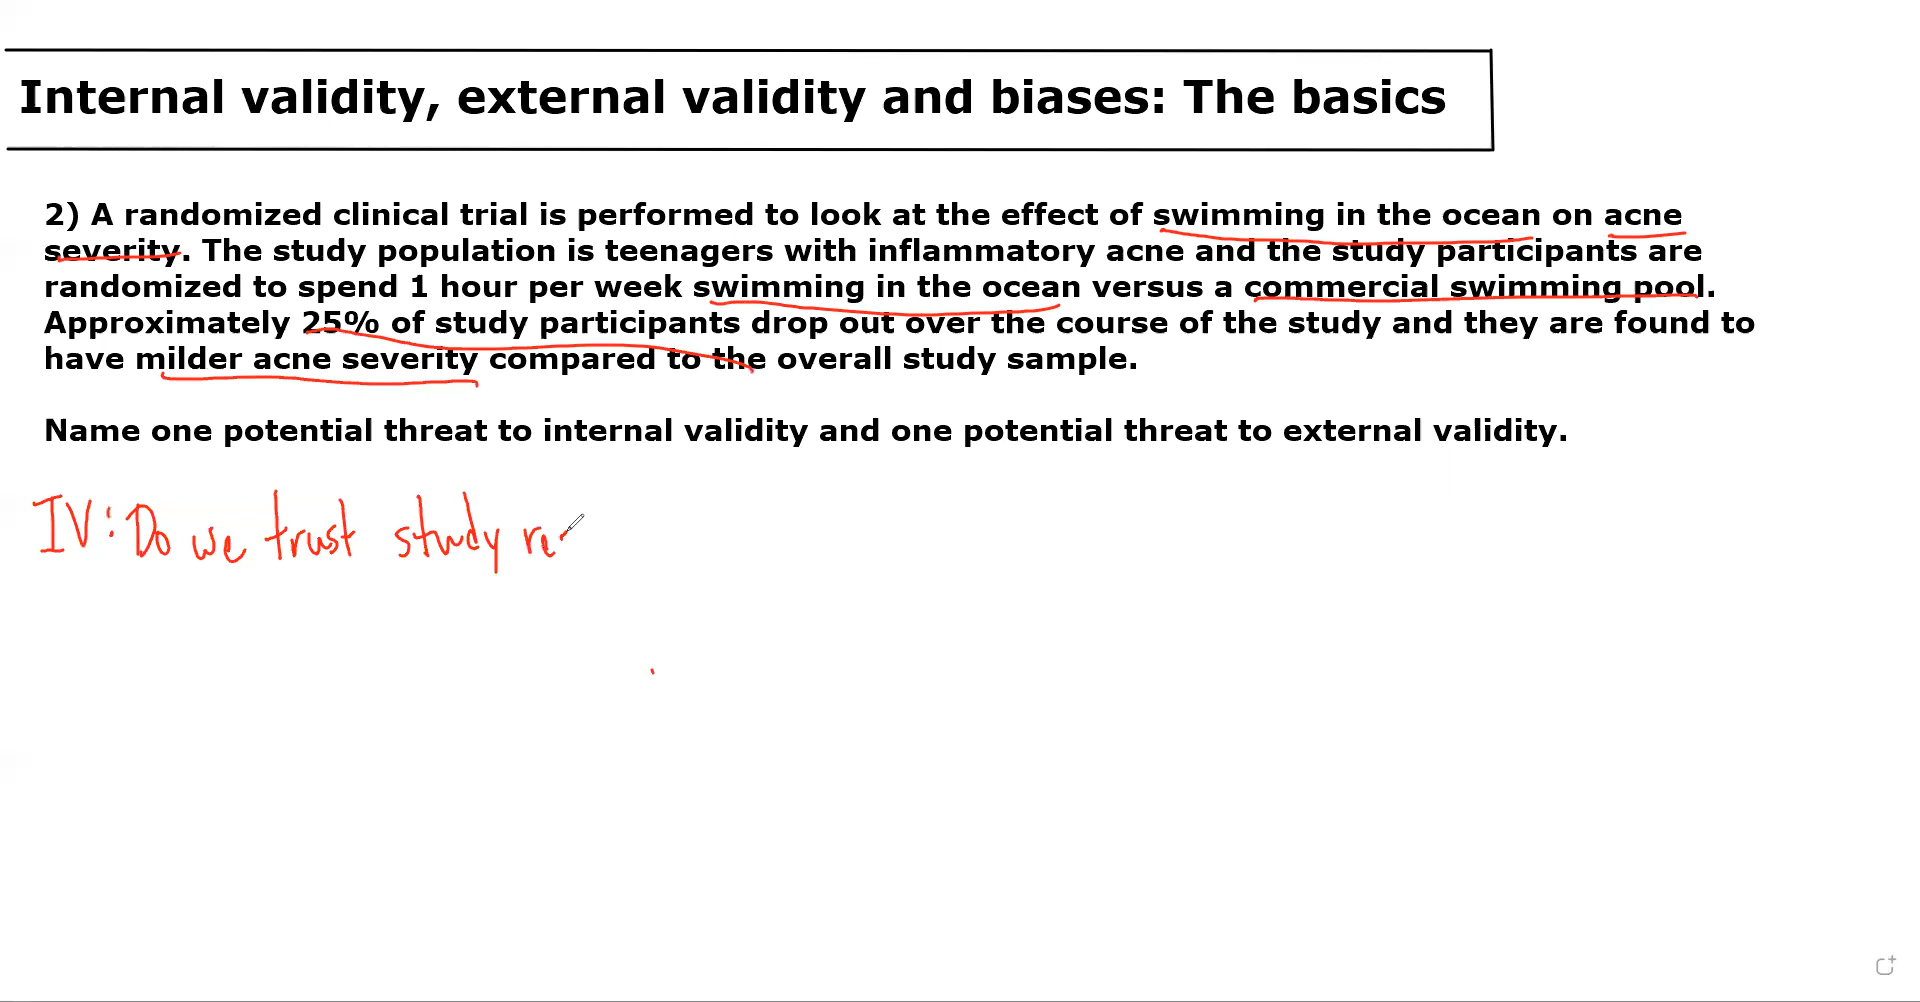 Internal validity, external validity and biases: The basics
2) A randomized clinical trial is performed to look at the effect of swimming in the ocean on acne
severity. The study population is teenagers with inflammatory acne and the study participants are
randomized to spend 1 hour per week swimming in the ocean versus a commercial swimming pool.
Approximately 25% of study participants drop out over the course of the study and they are found to
have milder acne severity compared to the overall study sample.
Name one potential threat to internal validity and one potential threat to external validity.
IV: Do we trust study re